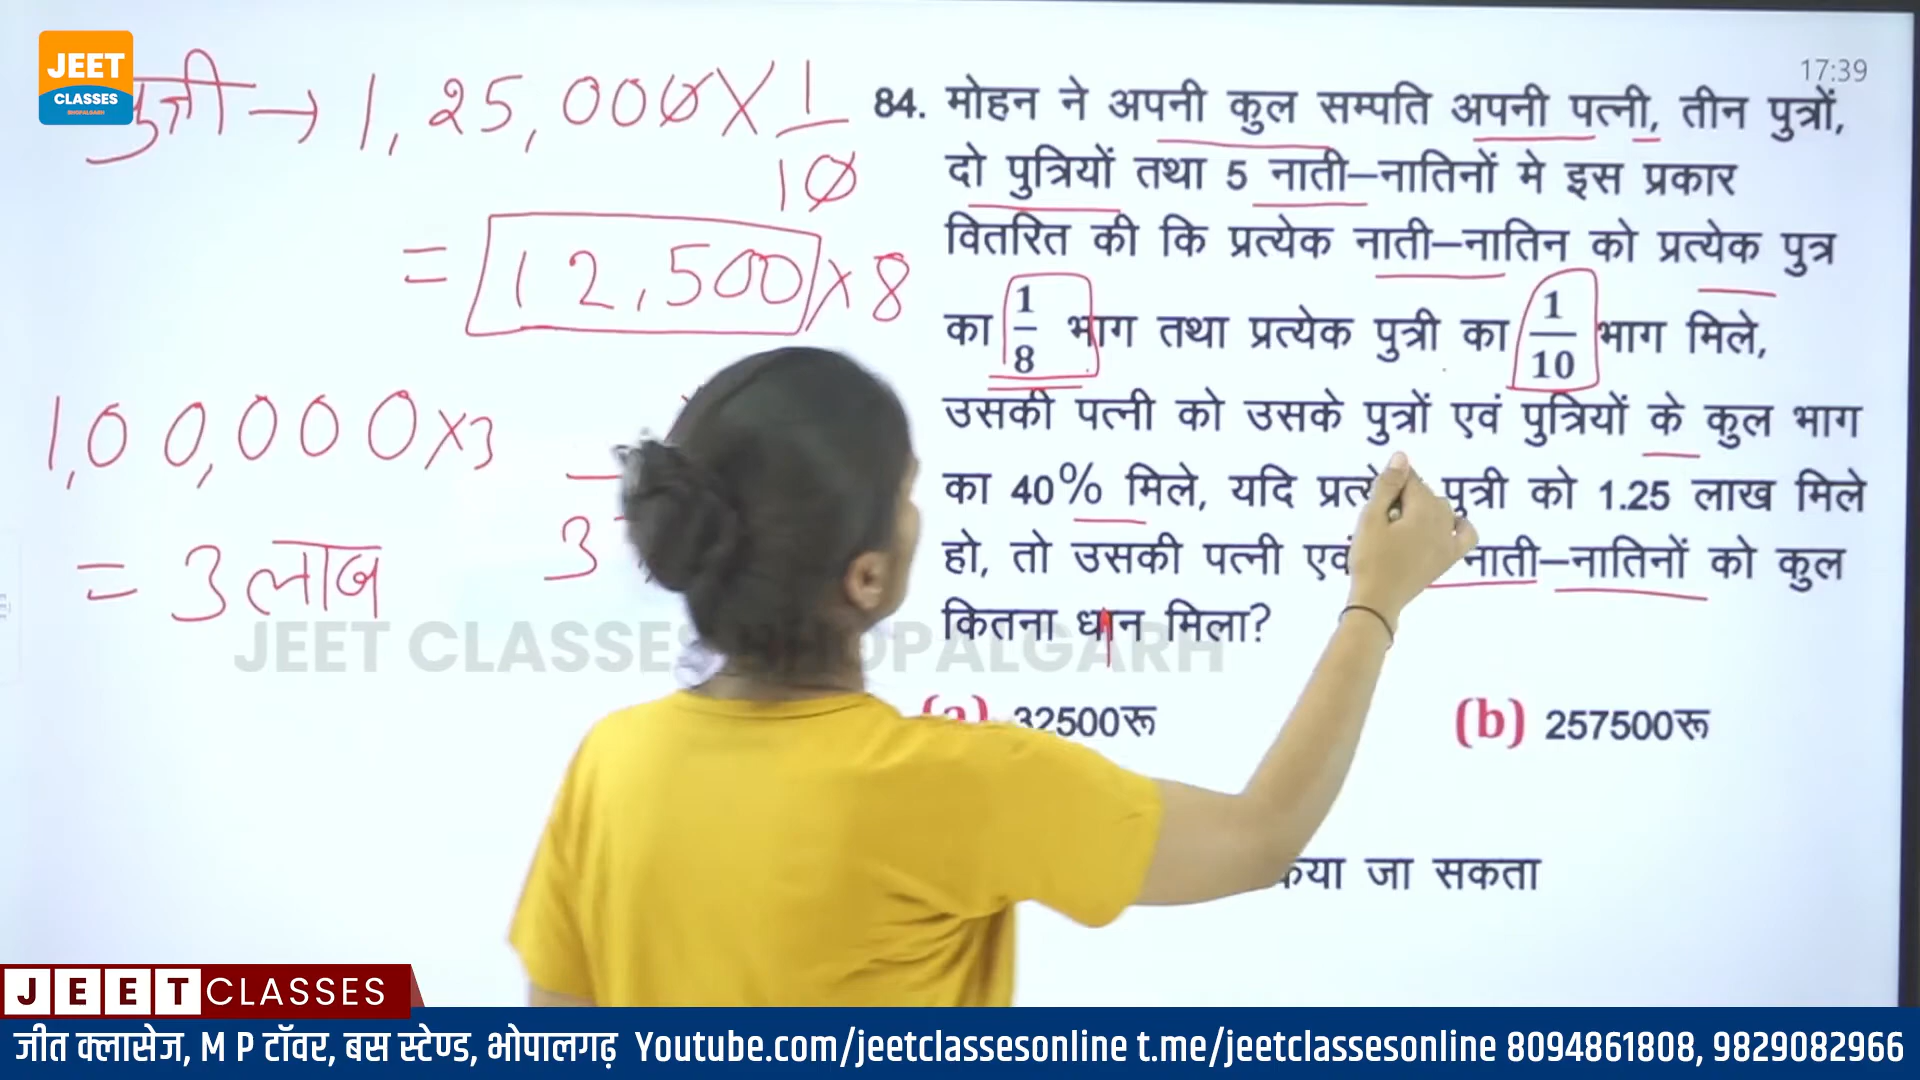 JEET
CLASSES
BHOPALGARH
पुत्री → 1,25,000 X 1/10
= 12,500 x 8
1,00,000 x 3
= 3 लाख
3
17:39
84. मोहन ने अपनी कुल सम्पति अपनी पत्नी, तीन पुत्रों,
दो पुत्रियों तथा 5 नाती–नातिनों मे इस प्रकार
वितरित की कि प्रत्येक नाती–नातिन को प्रत्येक पुत्र
का 1/8 भाग तथा प्रत्येक पुत्री का 1/10 भाग मिले,
उसकी पत्नी को उसके पुत्रों एवं पुत्रियों के कुल भाग
का 40% मिले, यदि पुत्री को 1.25 लाख मिले
हो, तो उसकी पत्नी एवं नाती–नातिनों को कुल
कितना धान मिला?
JEET CLASSES BHOPALGARH
(a) 32500रू
(b) 257500रू
जा सकता
JEET CLASSES
जीत क्लासेज, M P टॉवर, बस स्टेण्ड, भोपालगढ़ Youtube.com/jeetclassesonline t.me/jeetclassesonline 8094861808, 9829082966